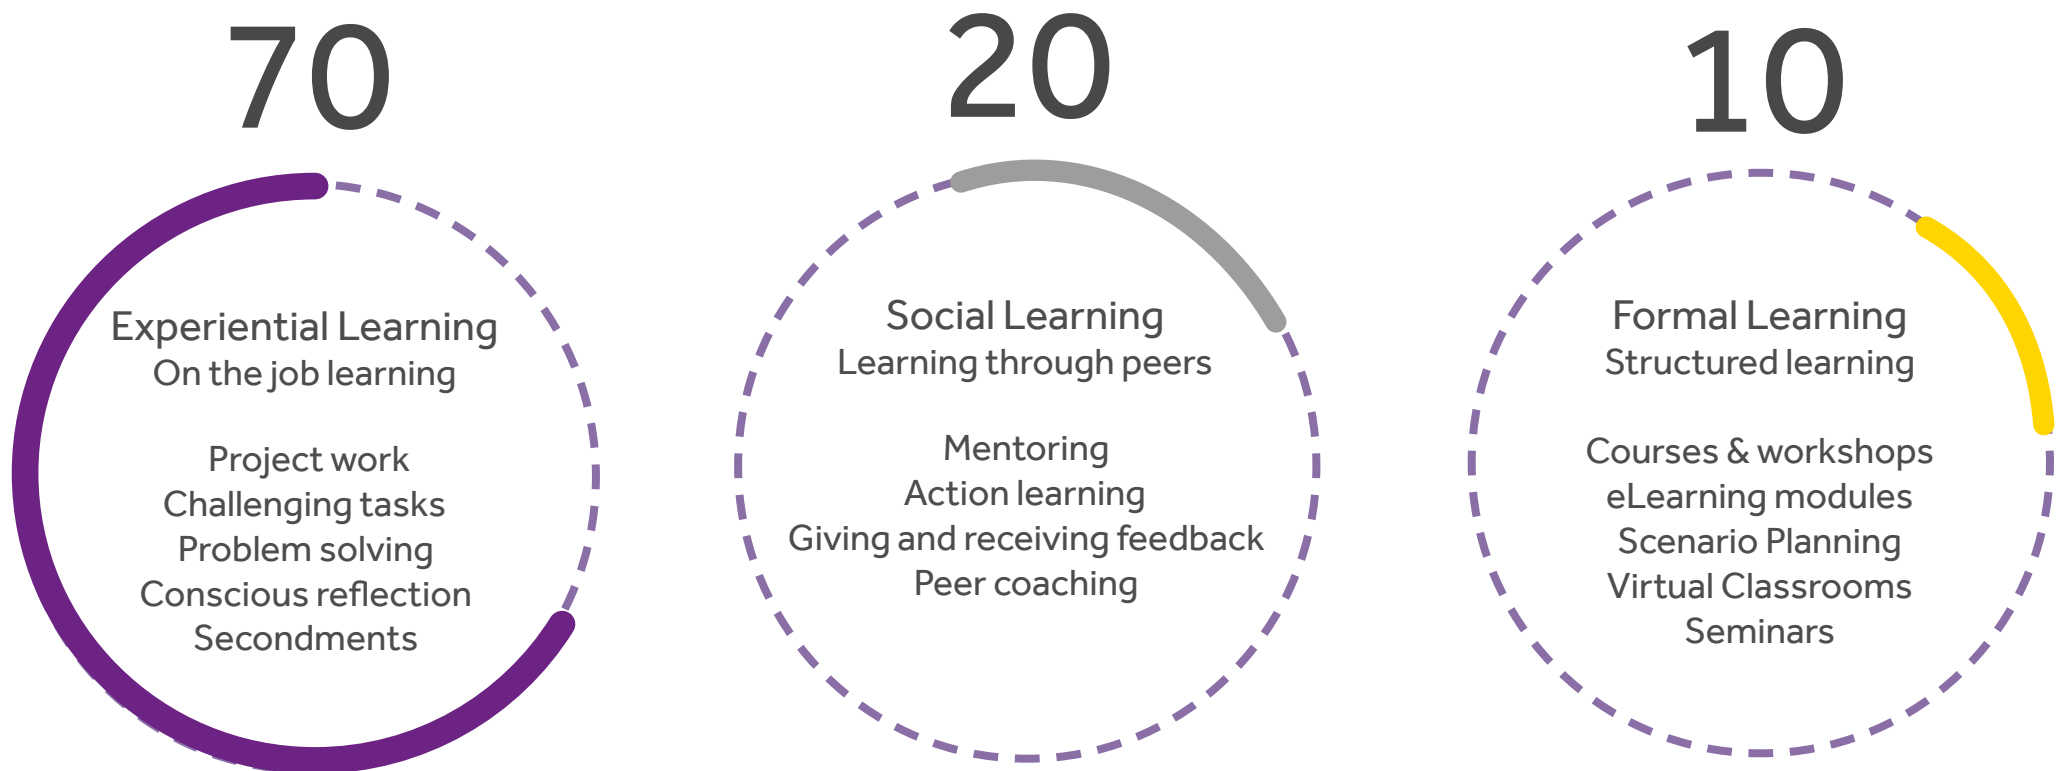 70
Experiential Learning
On the job learning
Project work
Challenging tasks
Problem solving
Conscious reflection
Secondments
20
Social Learning
Learning through peers
Mentoring
Action learning
Giving and receiving feedback
Peer coaching
10
Formal Learning
Structured learning
Courses & workshops
eLearning modules
Scenario Planning
Virtual Classrooms
Seminars